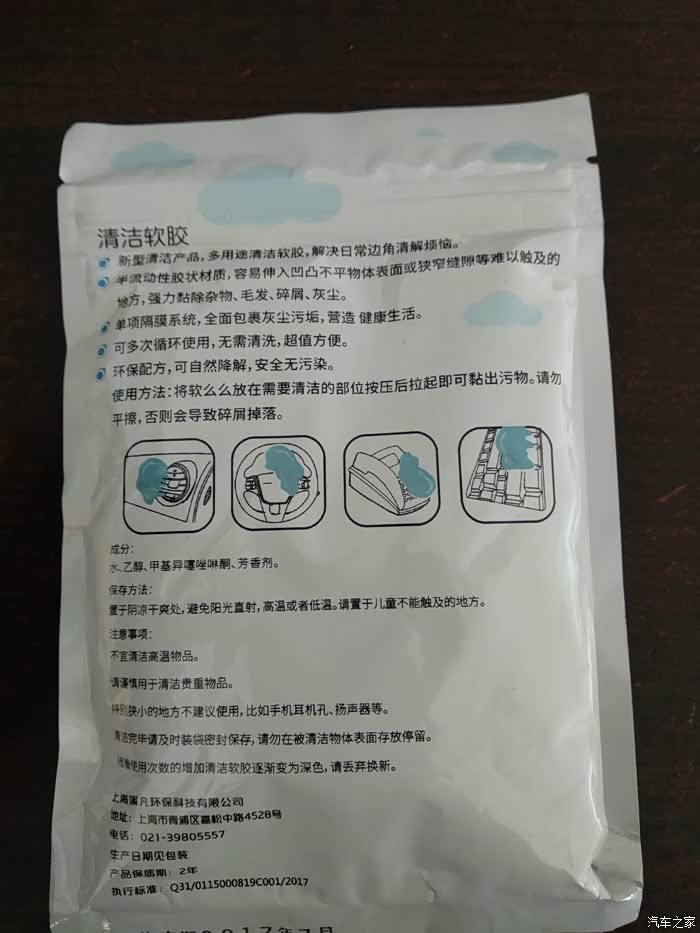 清洁软胶
新型清洁产品,多用途清洁软胶,解决日常边角清解烦恼。
半流动性胶状材质,容易伸入凹凸不平物体表面或狭窄缝隙等难以触及的
地方,强力黏除杂物、毛发、碎屑、灰尘。
单项隔膜系统,全面包裹灰尘污垢,营造 健康生活。
可多次循环使用,无需清洗,超值方便。
环保配方,可自然降解,安全无污染。
使用方法:将软么么放在需要清洁的部位按压后拉起即可黏出污物。请勿
平擦,否则会导致碎屑掉落。
成分:
水、乙醇、甲基异噻唑啉酮、芳香剂。
保存方法:
置于阴凉干爽处,避免阳光直射,高温或者低温。请置于儿童不能触及的地方。
注意事项:
不宜清洁高温物品。
请谨慎用于清洁贵重物品。
特别狭小的地方不建议使用,比如手机耳机孔、扬声器等。
清洁完毕请及时装袋密封保存,请勿在被清洁物体表面存放停留。
随着使用次数的增加清洁软胶逐渐变为深色,请丢弃换新。
上海溪凡环保科技有限公司
地址:上海市青浦区嘉松中路4528号
电话:021-39805557
生产日期见包装
产品保质期:2年
执行标准:Q31/0115000819C001/2017
2017年7月
汽车之家